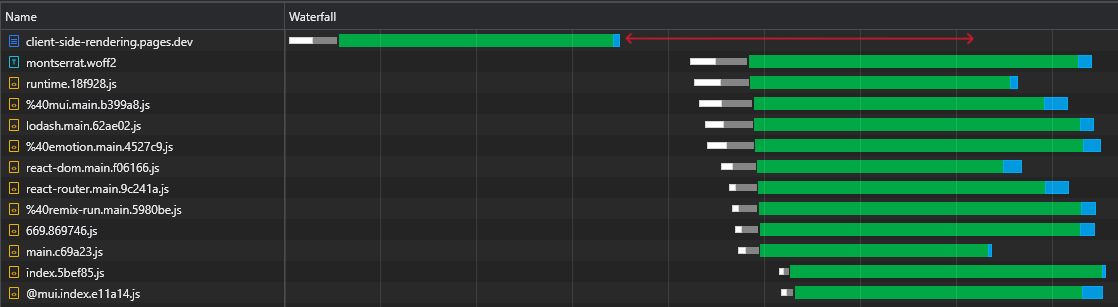 Name Waterfall
client-side-rendering.pages.dev
montserrat.woff2
runtime.18f928.js
%40mui.main.b399a8.js
lodash.main.62ae02.js
%40emotion.main.4527c9.js
react-dom.main.f06166.js
react-router.main.9c241a.js
%40remix-run.main.5980be.js
669.869746.js
main.c69a23.js
index.5bef85.js
@mui.index.e11a14.js